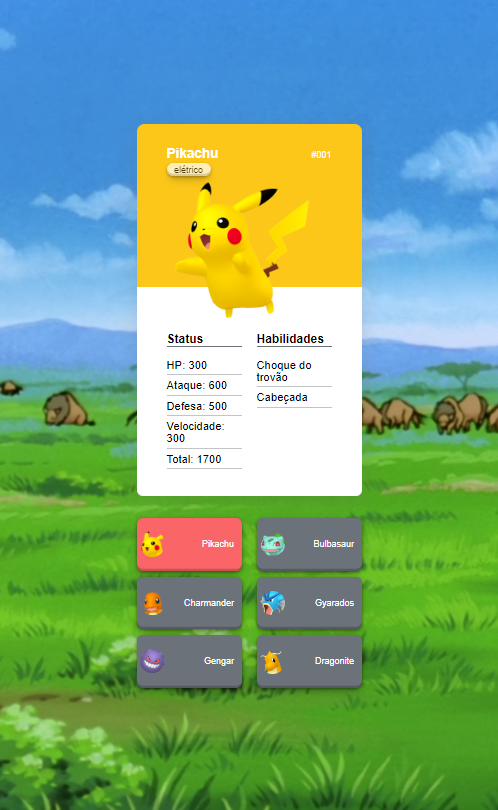 Pikachu
#001
elétrico
Status
Habilidades
HP: 300
Ataque: 600
Defesa: 500
Velocidade:
300
Total: 1700
Choque do
trovão
Cabeçada
Pikachu
Bulbasaur
Charmander
Gyarados
Gengar
Dragonite